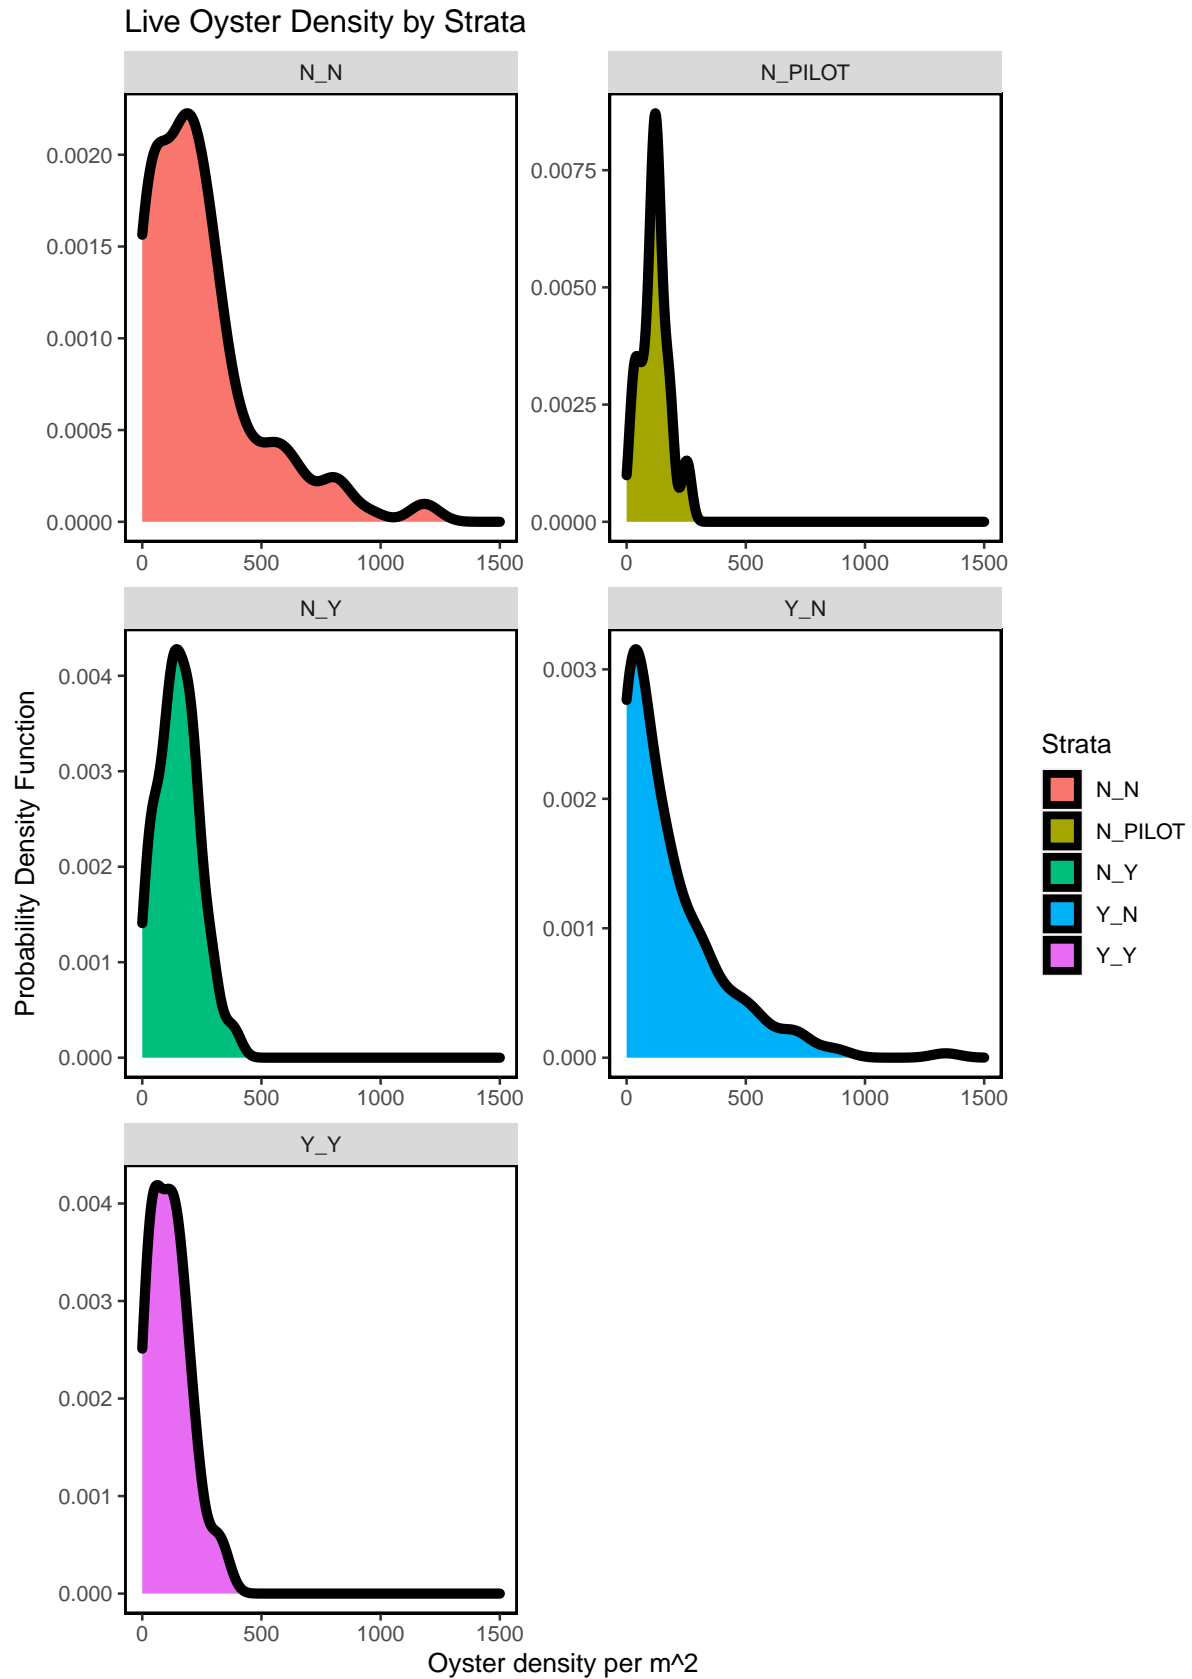 Live Oyster Density by Strata
N_N
N_PILOT
0.0020
0.0015
0.0010
0.0005
0.0000
0 500 1000 1500
0.0075
0.0050
0.0025
0.0000
0 500 1000 1500
N_Y
Y_N
Probability Density Function
0.004
0.003
0.002
0.001
0.000
0 500 1000 1500
0.003
0.002
0.001
0.000
0 500 1000 1500
Y_Y
0.004
0.003
0.002
0.001
0.000
0 500 1000 1500
Oyster density per m^2
Strata
N_N
N_PILOT
N_Y
Y_N
Y_Y